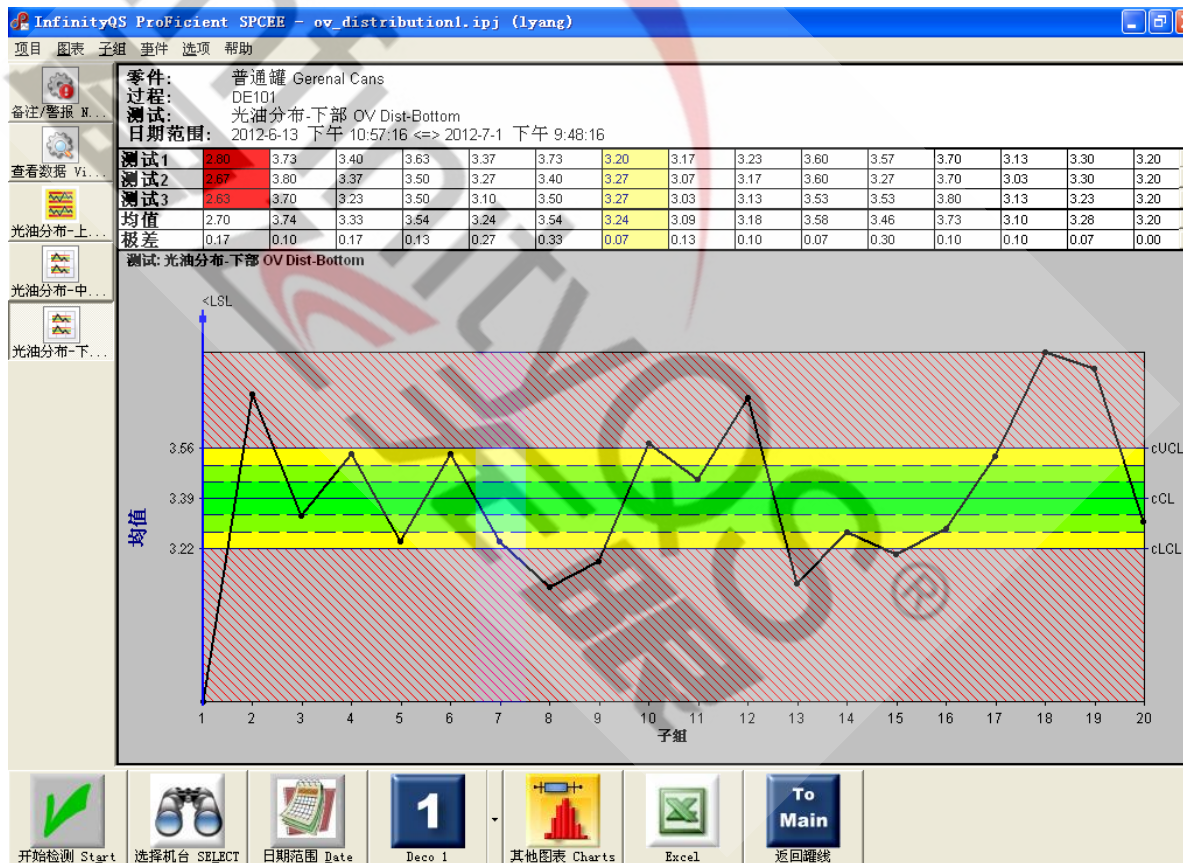 InfinityQS ProFicient SPCEE - ov_distribution1.ipj (lyang)
项目 图表 子组 事件 选项 帮助
备注/警报 N...
查看数据 Vi...
光油分布-上...
光油分布-中...
光油分布-下...
零件: 普通罐 Gerenal Cans
过程: DE101
测试: 光油分布-下部 OV Dist-Bottom
日期范围: 2012-6-13 下午 10:57:16 <=> 2012-7-1 下午 9:48:16
测试1 2.80 3.73 3.40 3.63 3.37 3.73 3.20 3.17 3.23 3.60 3.57 3.70 3.13 3.30 3.20
测试2 2.67 3.80 3.37 3.50 3.27 3.40 3.27 3.07 3.17 3.60 3.27 3.70 3.03 3.30 3.20
测试3 2.63 3.70 3.23 3.50 3.10 3.50 3.27 3.03 3.13 3.53 3.53 3.80 3.13 3.23 3.20
均值 2.70 3.74 3.33 3.54 3.24 3.54 3.24 3.09 3.18 3.58 3.46 3.73 3.10 3.28 3.20
极差 0.17 0.10 0.17 0.13 0.27 0.33 0.07 0.13 0.10 0.07 0.30 0.10 0.10 0.07 0.00
测试: 光油分布-下部 OV Dist-Bottom
<LSL
3.56
cUCL
3.39
cCL
均值
3.22
cLCL
1 2 3 4 5 6 7 8 9 10 11 12 13 14 15 16 17 18 19 20
子组
InfinityQS®
1
To
Main
开始检测 Start
选择机台 SELECT
日期范围 Date
Deco 1
其他图表 Charts
Excel
返回罐线